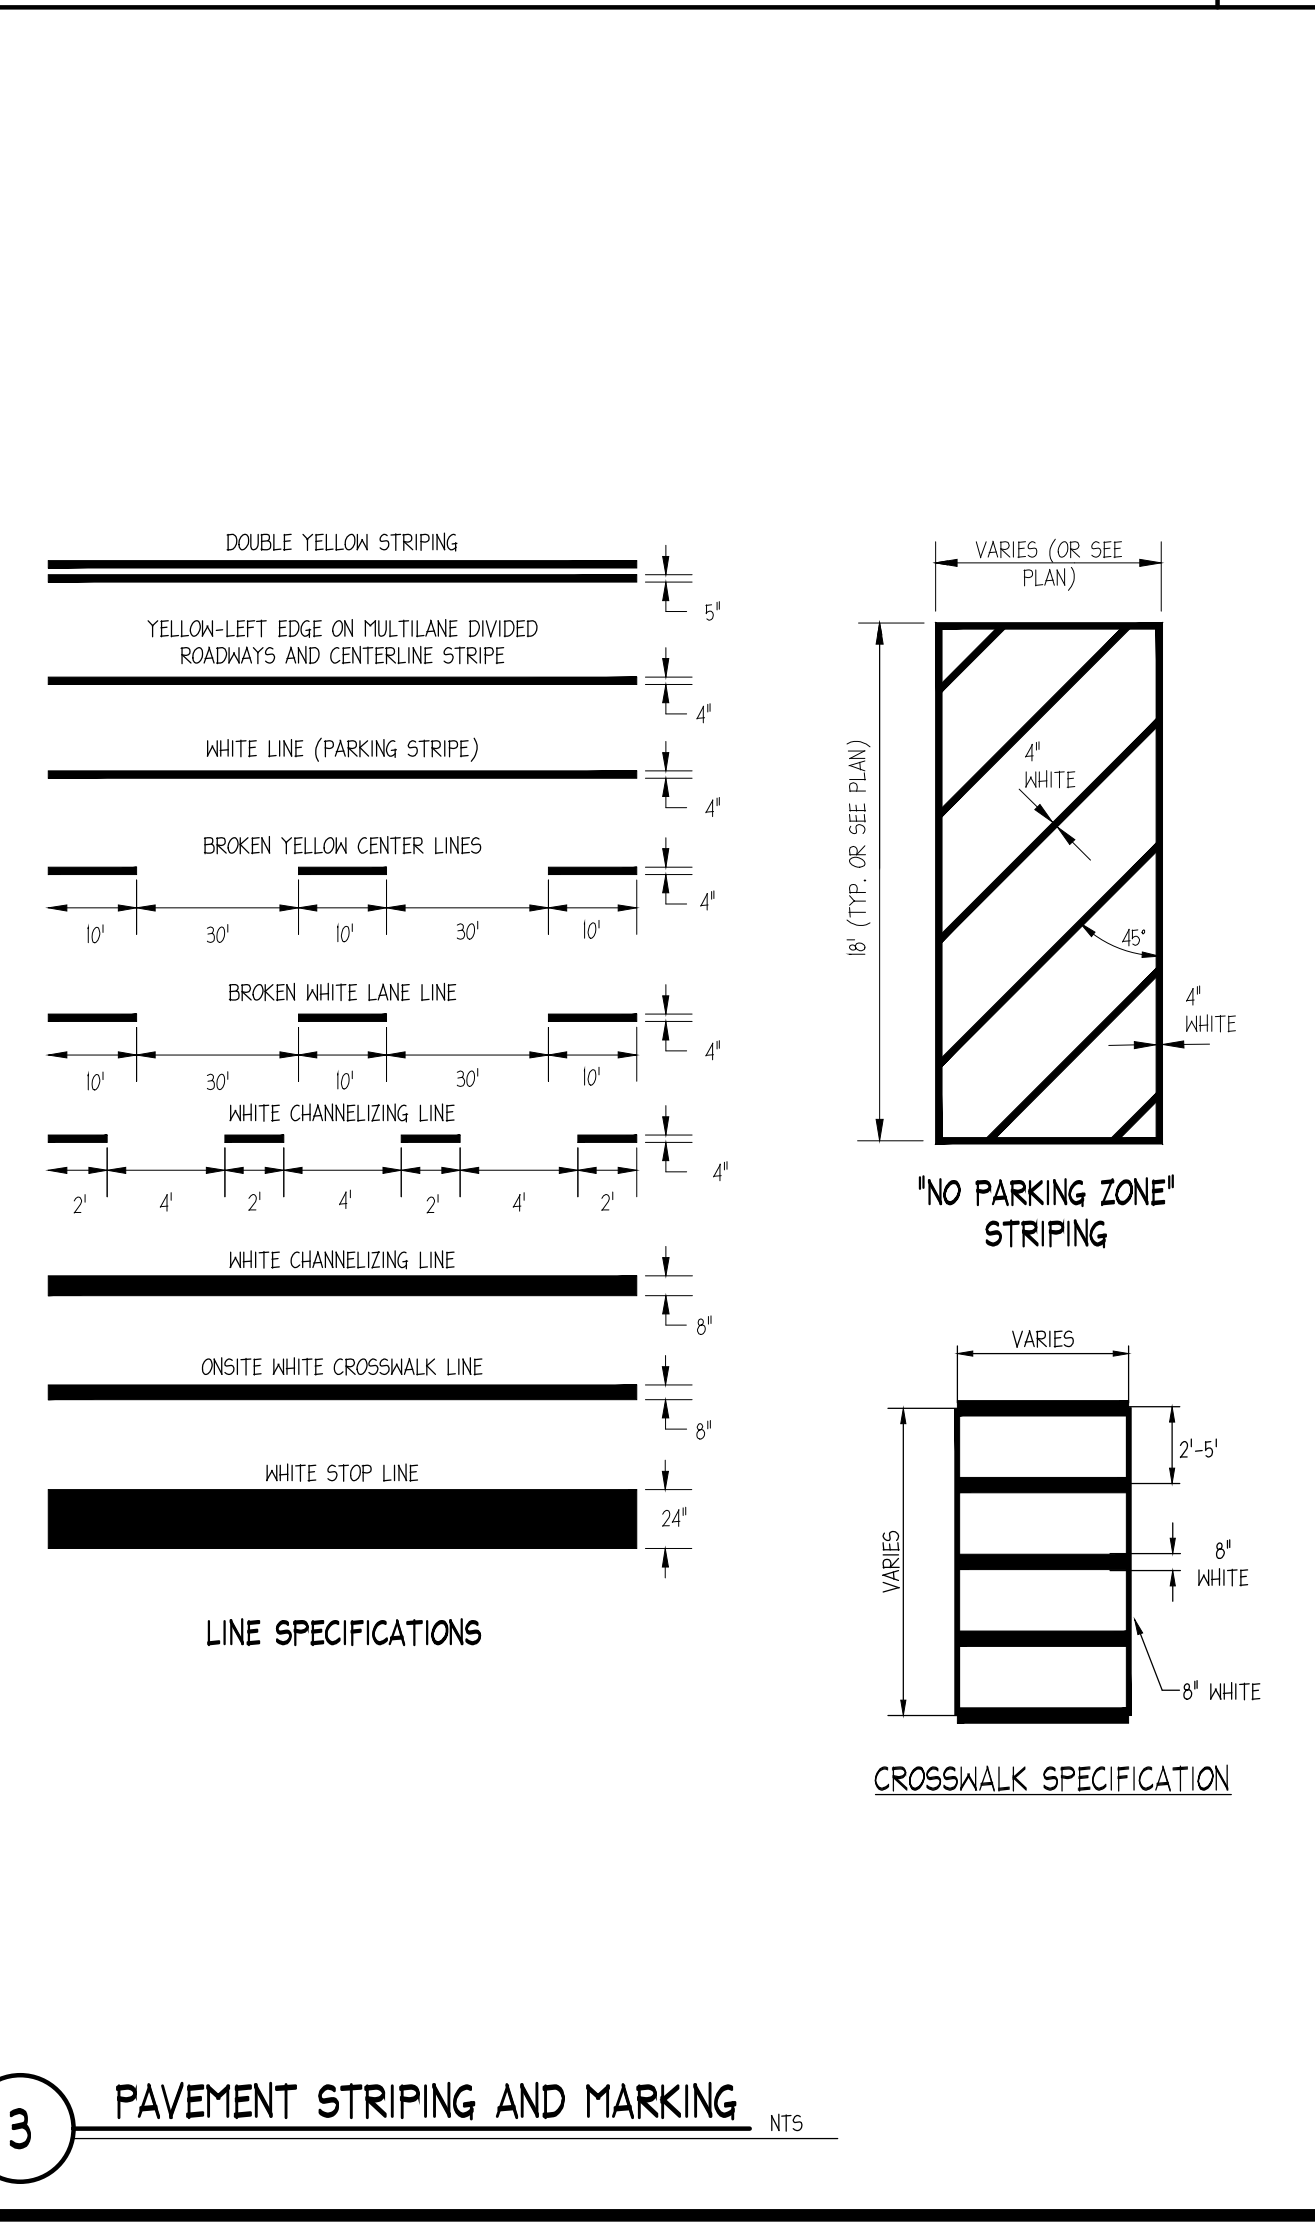 DOUBLE YELLOW STRIPING
5"
YELLOW-LEFT EDGE ON MULTILANE DIVIDED
ROADWAYS AND CENTERLINE STRIPE
4"
WHITE LINE (PARKING STRIPE)
4"
BROKEN YELLOW CENTER LINES
4"
10' 30' 10' 30' 10'
BROKEN WHITE LANE LINE
4"
10' 30' 10' 30' 10'
WHITE CHANNELIZING LINE
4"
2' 4' 2' 4' 2' 4' 2'
WHITE CHANNELIZING LINE
8"
ONSITE WHITE CROSSWALK LINE
8"
WHITE STOP LINE
24"
LINE SPECIFICATIONS
VARIES (OR SEE
PLAN)
18' (TYP. OR SEE PLAN)
4"
WHITE
45°
4"
WHITE
"NO PARKING ZONE"
STRIPING
VARIES
2'-5'
VARIES
8"
WHITE
8" WHITE
CROSSWALK SPECIFICATION
3
PAVEMENT STRIPING AND MARKING
NTS